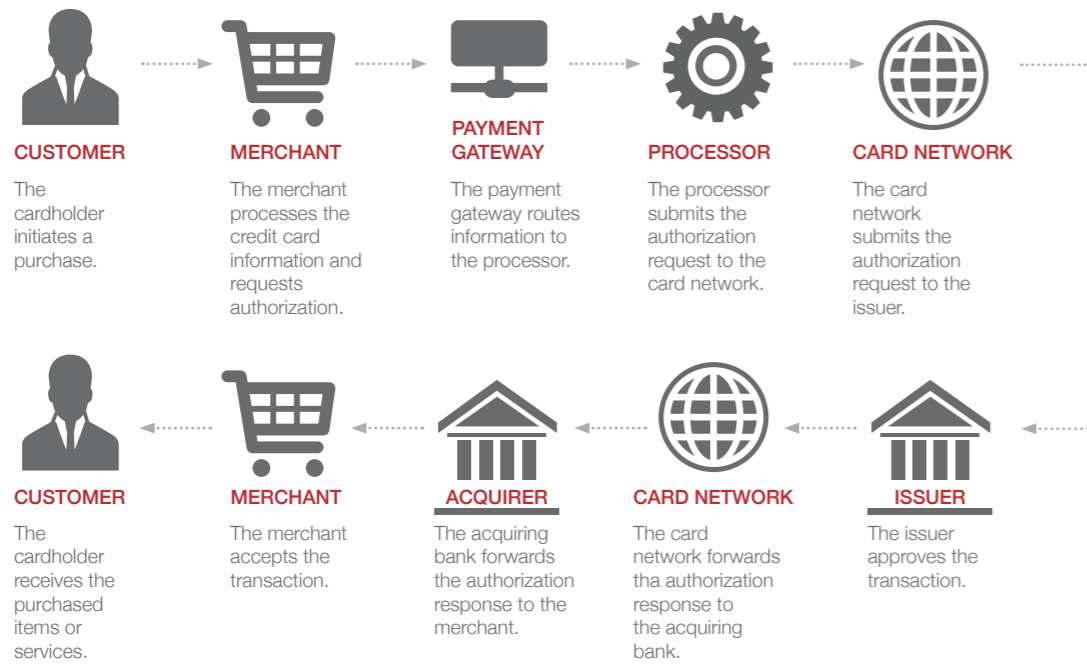 CUSTOMER
The
cardholder
initiates a
purchase.
MERCHANT
The merchant
processes the
credit card
information and
requests
authorization.
PAYMENT
GATEWAY
The payment
gateway routes
information to
the processor.
PROCESSOR
The processor
submits the
authorization
request to the
card network.
CARD NETWORK
The card
network
submits the
authorization
request to the
issuer.
CUSTOMER
The
cardholder
receives the
purchased
items or
services.
MERCHANT
The merchant
accepts the
transaction.
ACQUIRER
The acquiring
bank forwards
the authorization
response to the
merchant.
CARD NETWORK
The card
network forwards
tha authorization
response to
the acquiring
bank.
ISSUER
The issuer
approves the
transaction.